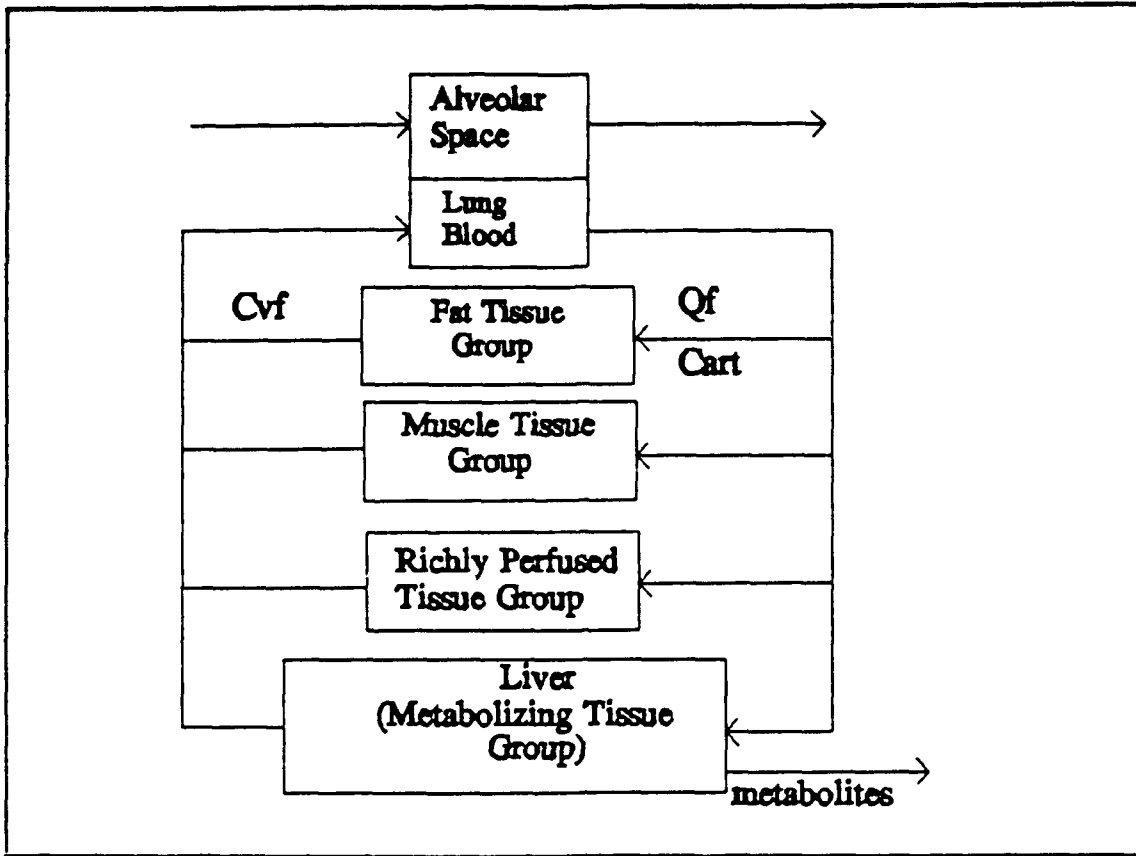 Alveolar
Space
Lung
Blood
Cvf
Fat Tissue
Group
Qf
Cart
Muscle Tissue
Group
Richly Perfused
Tissue Group
Liver
(Metabolizing Tissue
Group)
metabolites